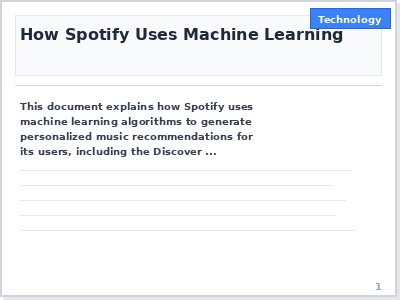 Technology
How Spotify Uses Machine Learning
This document explains how Spotify uses
machine learning algorithms to generate
personalized music recommendations for
its users, including the Discover ...
1